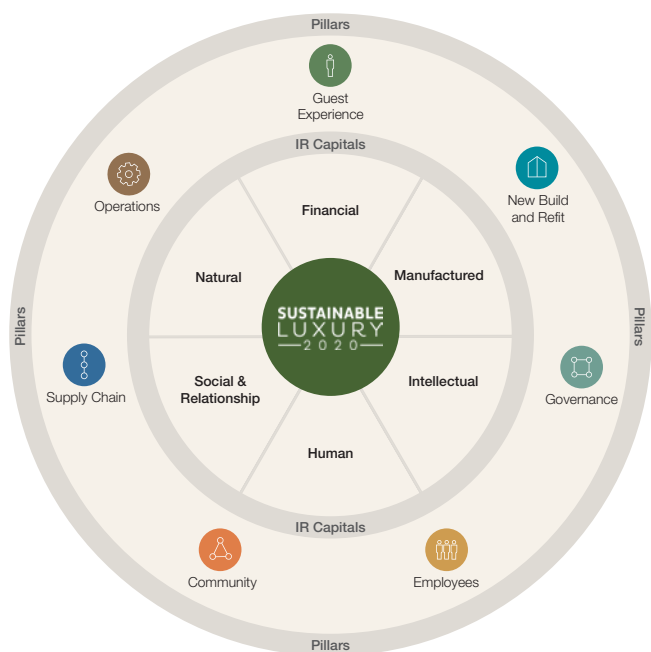 Pillars
Guest
Experience
IR Capitals
Operations
New Build
and Refit
Financial
Natural
Manufactured
SUSTAINABLE
LUXURY
2020
Pillars
Pillars
Supply Chain
Social &
Relationship
Intellectual
Governance
Human
IR Capitals
Community
Employees
Pillars